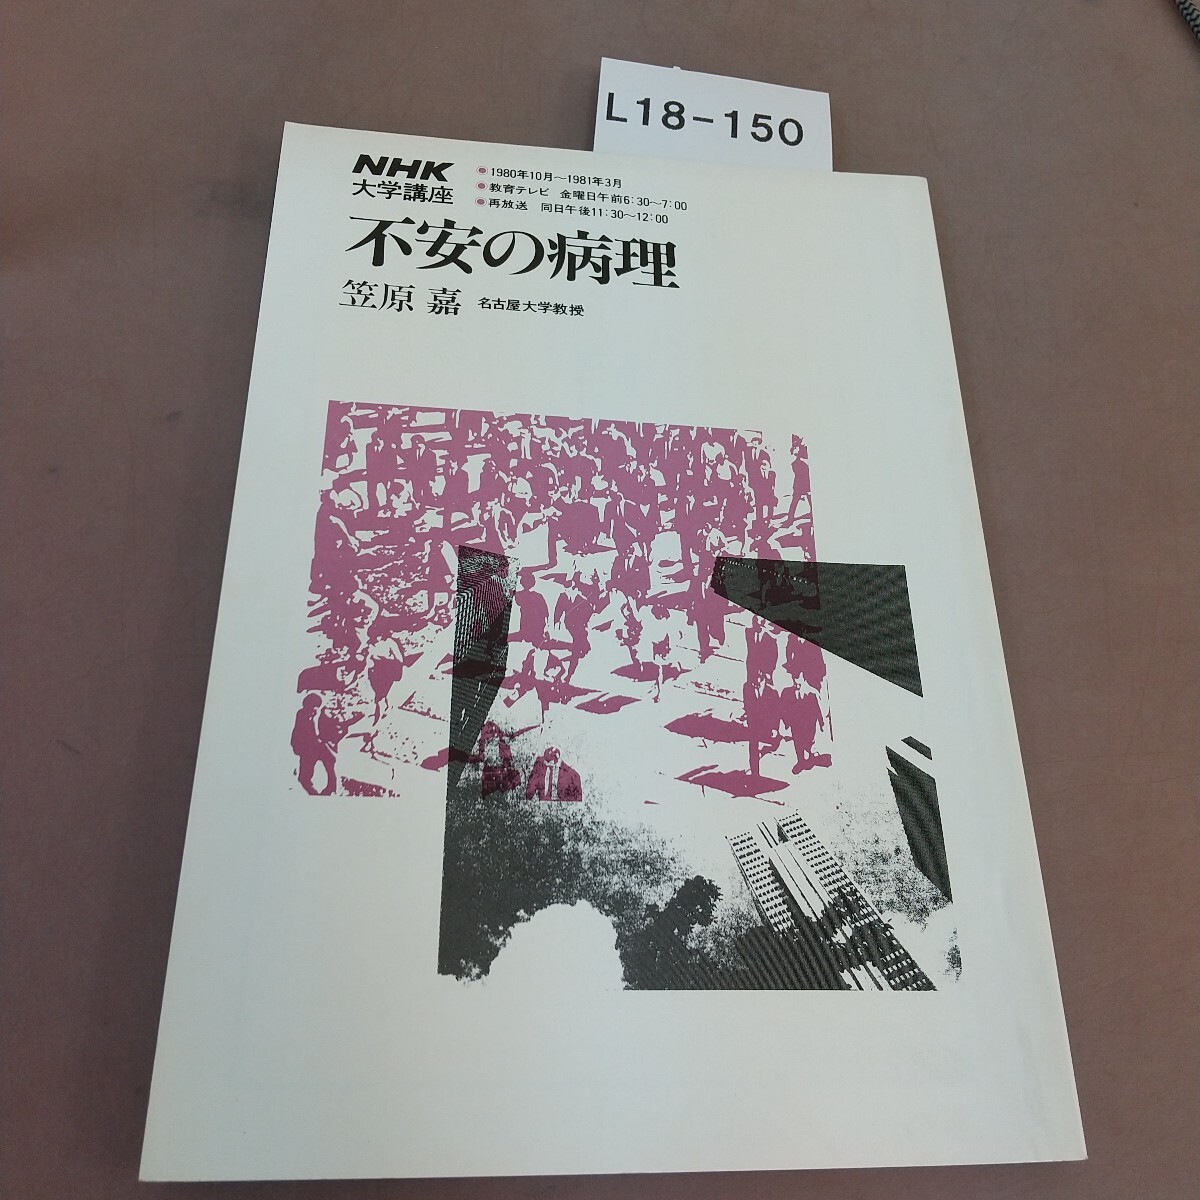 L18-150
NHK
大学講座
●1980年10月～1981年3月
●教育テレビ 金曜日午前6:30～7:00
●再放送 同日午後11:30～12:00
不安の病理
笠原 嘉 名古屋大学教授